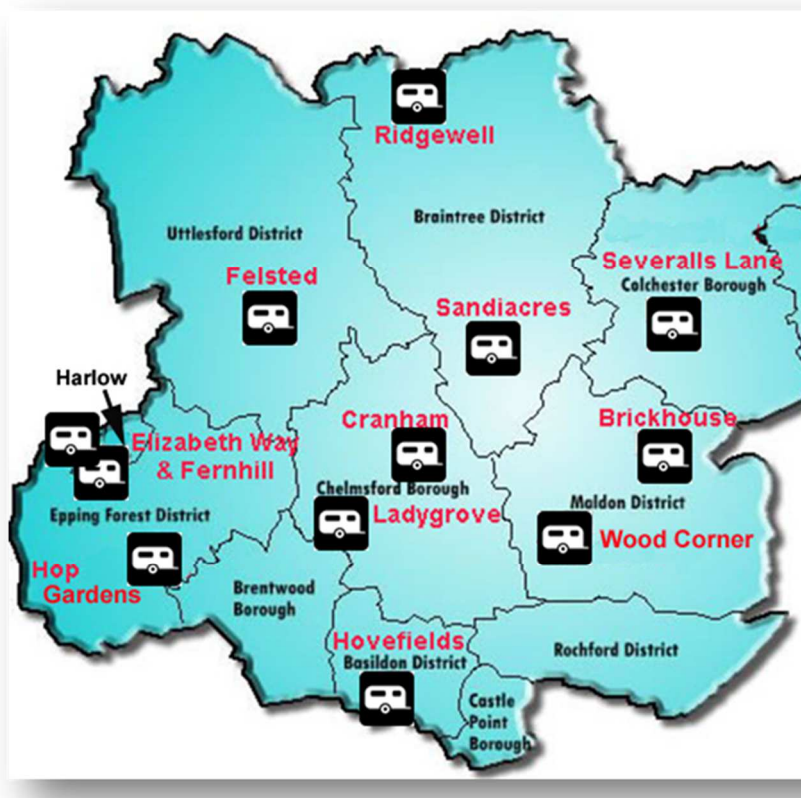 Ridgewell
Braintree District
Uttlesford District
Felsted
Severalls Lane
Colchester Borough
Sandiacres
Harlow
Cranham
Brickhouse
Elizabeth Way
& Fernhill
Chelmsford Borough
Maldon District
Epping Forest District
Ladygrove
Wood Corner
Hop
Gardens
Brentwood
Borough
Hovefields
Basildon District
Rochford District
Castle
Point
Borough